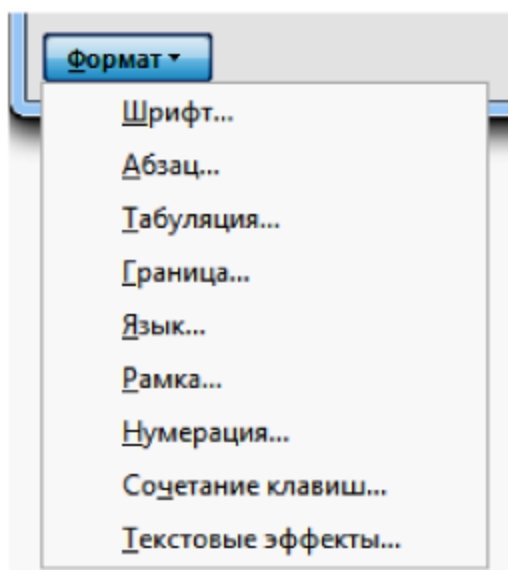 Формат
Шрифт...
Абзац...
Табуляция...
Граница...
Язык...
Рамка...
Нумерация...
Сочетание клавиш...
Текстовые эффекты...